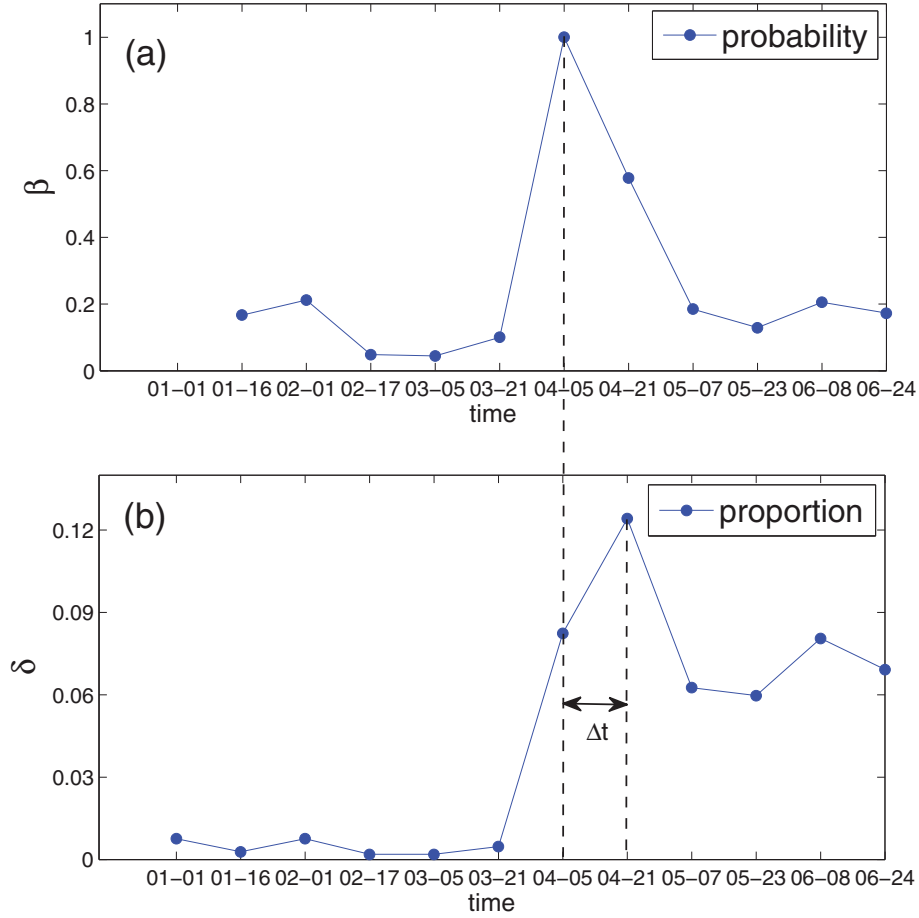 (a)
probability
1
0.8
0.6
0.4
0.2
0
β
01–01 01–16 02–01 02–17 03–05 03–21 04–05 04–21 05–07 05–23 06–08 06–24
time
(b)
proportion
0.12
0.09
0.06
0.03
0
δ
Δt
01–01 01–16 02–01 02–17 03–05 03–21 04–05 04–21 05–07 05–23 06–08 06–24
time